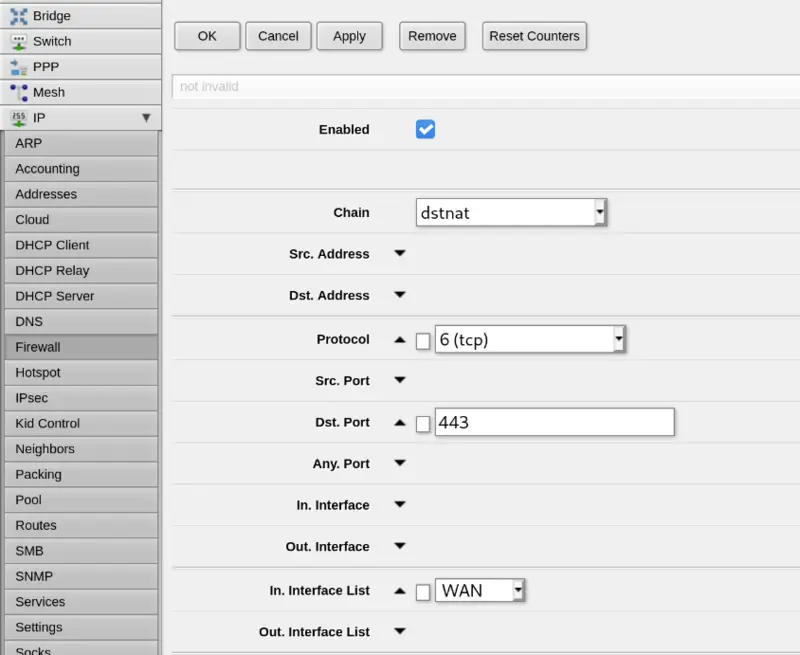 Bridge
Switch
PPP
Mesh
255
IP
ARP
Accounting
Addresses
Cloud
DHCP Client
DHCP Relay
DHCP Server
DNS
Firewall
Hotspot
IPsec
Kid Control
Neighbors
Packing
Pool
Routes
SMB
SNMP
Services
Settings
Socks
OK Cancel Apply Remove Reset Counters
not invalid
Enabled
Chain dstnat
Src. Address
Dst. Address
Protocol 6 (tcp)
Src. Port
Dst. Port 443
Any. Port
In. Interface
Out. Interface
In. Interface List WAN
Out. Interface List